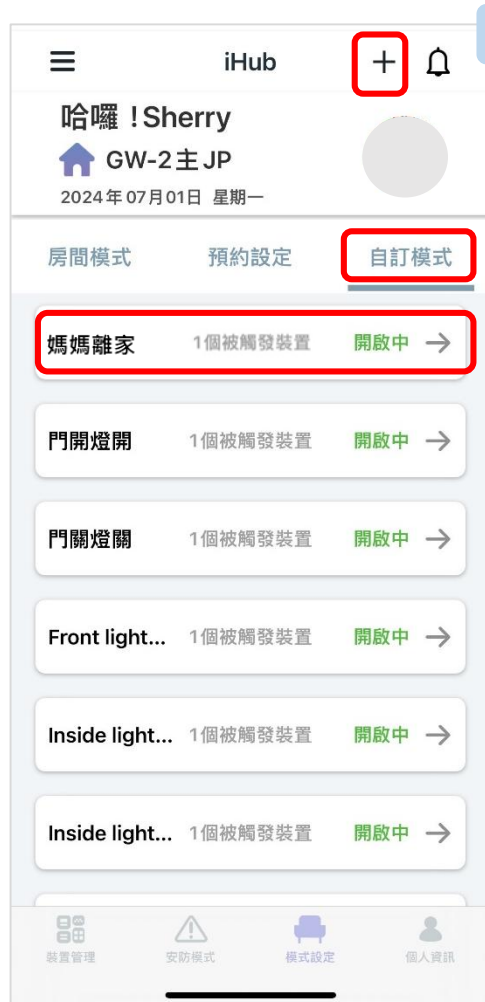 iHub
哈囉！Sherry
GW-2主 JP
2024年07月01日 星期一
房間模式 預約設定 自訂模式
媽媽離家 1個被觸發裝置 開啟中
門開燈開 1個被觸發裝置 開啟中
門關燈關 1個被觸發裝置 開啟中
Front light... 1個被觸發裝置 開啟中
Inside light... 1個被觸發裝置 開啟中
Inside light... 1個被觸發裝置 開啟中
裝置管理 安防模式 模式設定 個人資訊